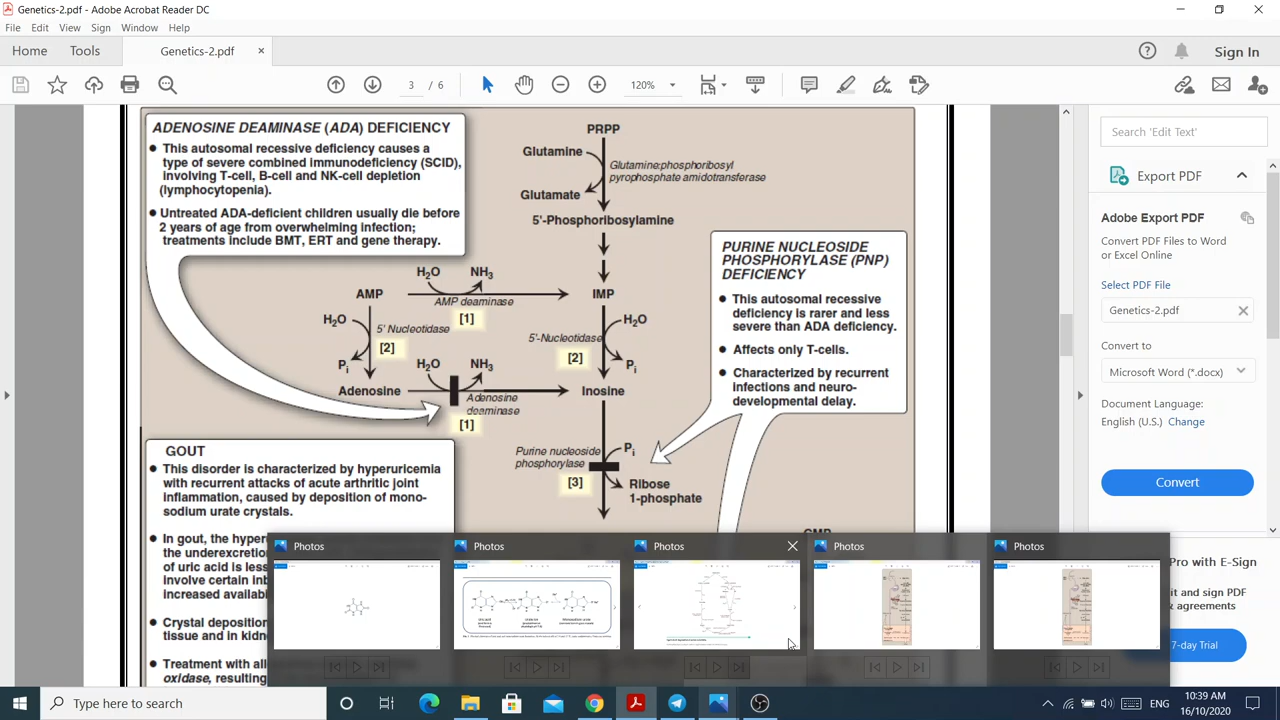 Genetics-2.pdf - Adobe Acrobat Reader DC
File Edit View Sign Window Help
Home Tools Genetics-2.pdf Sign In
3 / 6 120%
ADENOSINE DEAMINASE (ADA) DEFICIENCY
This autosomal recessive deficiency causes a
type of severe combined immunodeficiency (SCID),
involving T-cell, B-cell and NK-cell depletion
(lymphocytopenia).
Untreated ADA-deficient children usually die before
2 years of age from overwhelming infection;
treatments include BMT, ERT and gene therapy.
PRPP
Glutamine
Glutamine:phosphoribosyl
pyrophosphate amidotransferase
Glutamate
5'-Phosphoribosylamine
H2O NH3
AMP IMP
AMP deaminase
[1]
H2O
5' Nucleotidase
[2]
Pi
H2O
5'-Nucleotidase
[2]
Pi
H2O NH3
Adenosine Inosine
Adenosine
deaminase
[1]
Purine nucleoside
phosphorylase
[3]
Pi
Ribose
1-phosphate
PURINE NUCLEOSIDE
PHOSPHORYLASE (PNP)
DEFICIENCY
This autosomal recessive
deficiency is rarer and less
severe than ADA deficiency.
Affects only T-cells.
Characterized by recurrent
infections and neuro-
developmental delay.
GOUT
This disorder is characterized by hyperuricemia
with recurrent attacks of acute arthritic joint
inflammation, caused by deposition of mono-
sodium urate crystals.
In gout, the hyper
the underexcretion
of uric acid is less
involve certain inb
increased availab
Crystal deposition
tissue and in kidn
Treatment with all
oxidase, resulting
Search 'Edit Text'
Export PDF
Adobe Export PDF
Convert PDF Files to Word
or Excel Online
Select PDF File
Genetics-2.pdf
Convert to
Microsoft Word (*.docx)
Document Language:
English (U.S.) Change
Convert
Pro with E-Sign
it and sign PDF
agreements
7-day Trial
Photos Photos Photos Photos Photos
Type here to search
ENG
10:39 AM
16/10/2020